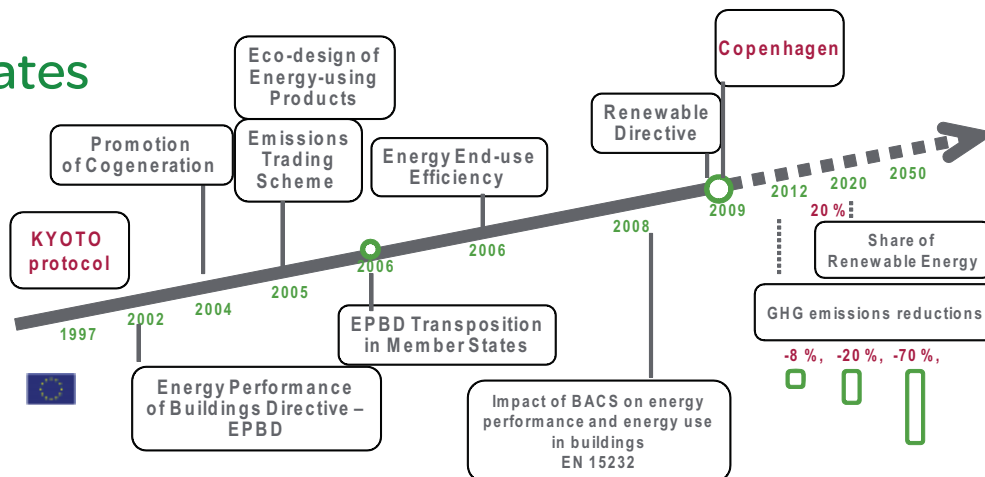 ates
Eco-design of
Energy-using
Products
Copenhagen
Promotion
of Cogeneration
Emissions
Trading
Scheme
Energy End-use
Efficiency
Renewable
Directive
KYOTO
protocol
1997
2002
2004
2005
2006
2006
2008
2009
2012
2020
2050
20 %
Share of
Renewable Energy
GHG emissions reductions
-8 %, -20 %, -70 %,
EPBD Transposition
in Member States
Energy Performance
of Buildings Directive –
EPBD
Impact of BACS on energy
performance and energy use
in buildings
EN 15232